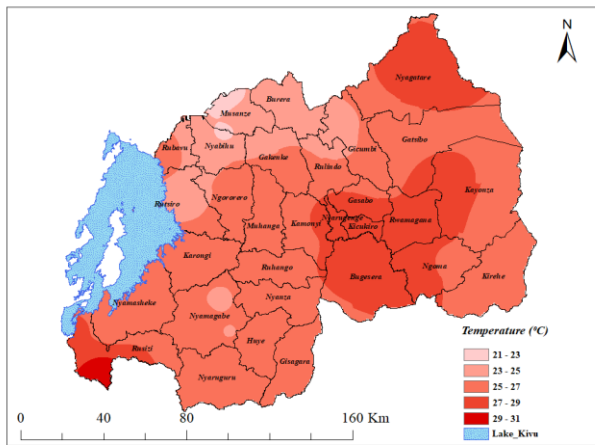 N
Nyagatare
Burera
Musanze
Gatsibo
Rubavu
Nyabihu
Gicumbi
Gakenke
Rulindo
Kayonza
Rutsiro
Ngororero
Gasabo
Rwamagana
Muhanga
Kamonyi
Nyarugenge
Kicukiro
Karongi
Ruhango
Bugesera
Ngoma
Kirehe
Nyamasheke
Nyanza
Nyamagabe
Rusizi
Huye
Gisagara
Nyaruguru
Temperature (°C)
21 - 23
23 - 25
25 - 27
27 - 29
29 - 31
Lake_Kivu
0 40 80 160 Km